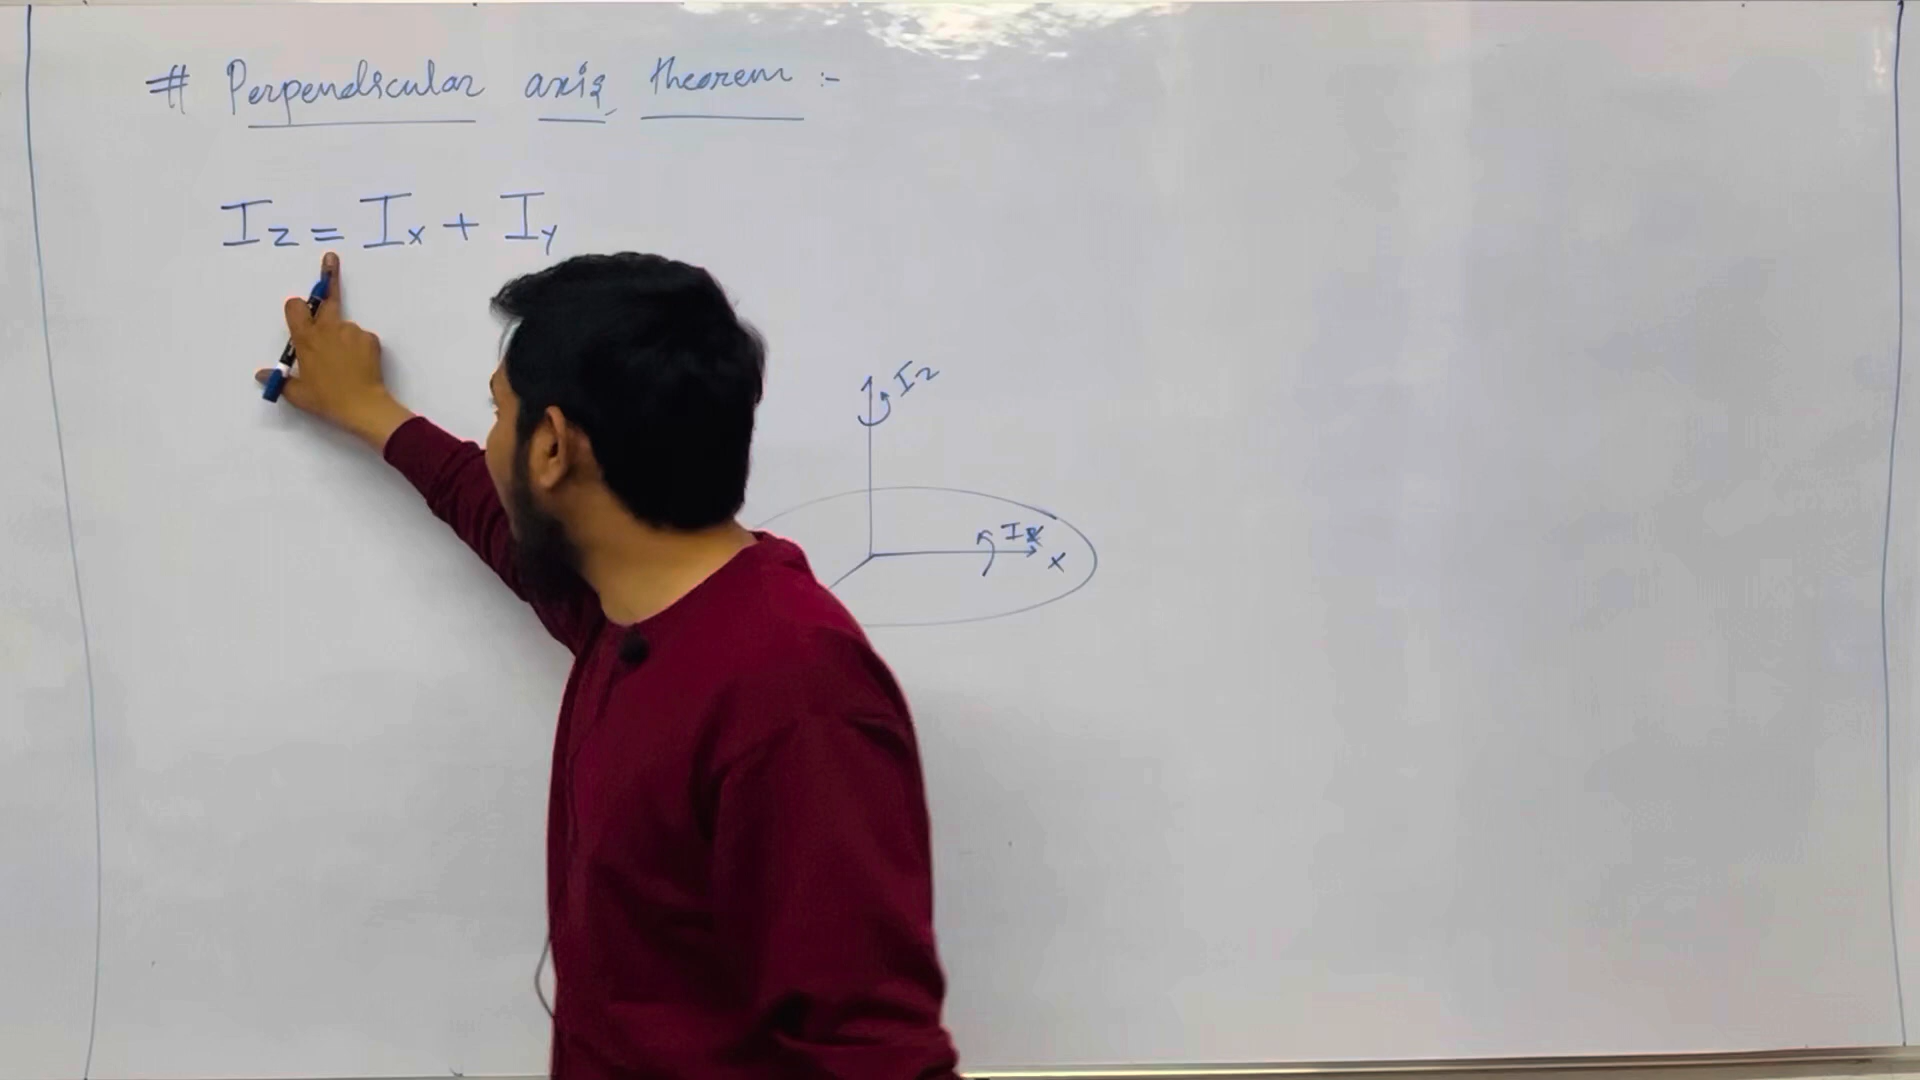 # Perpendicular axis theorem :-
Iz = Ix + Iy
Iz
Ix
x